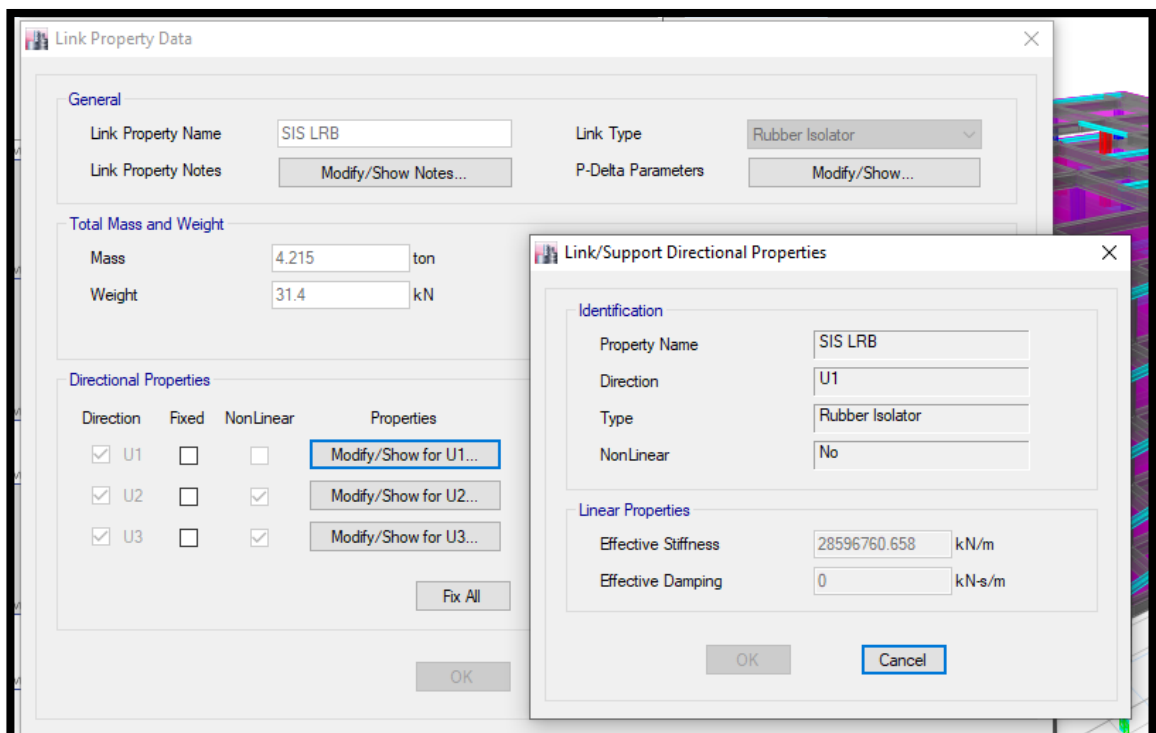 Link Property Data
General
Link Property Name SIS LRB Link Type Rubber Isolator
Link Property Notes Modify/Show Notes... P-Delta Parameters Modify/Show...
Total Mass and Weight
Mass 4.215 ton
Weight 31.4 kN
Directional Properties
Direction Fixed NonLinear Properties
U1 Modify/Show for U1...
U2 Modify/Show for U2...
U3 Modify/Show for U3...
Fix All
OK
Link/Support Directional Properties
Identification
Property Name SIS LRB
Direction U1
Type Rubber Isolator
NonLinear No
Linear Properties
Effective Stiffness 28596760.658 kN/m
Effective Damping 0 kN-s/m
OK Cancel